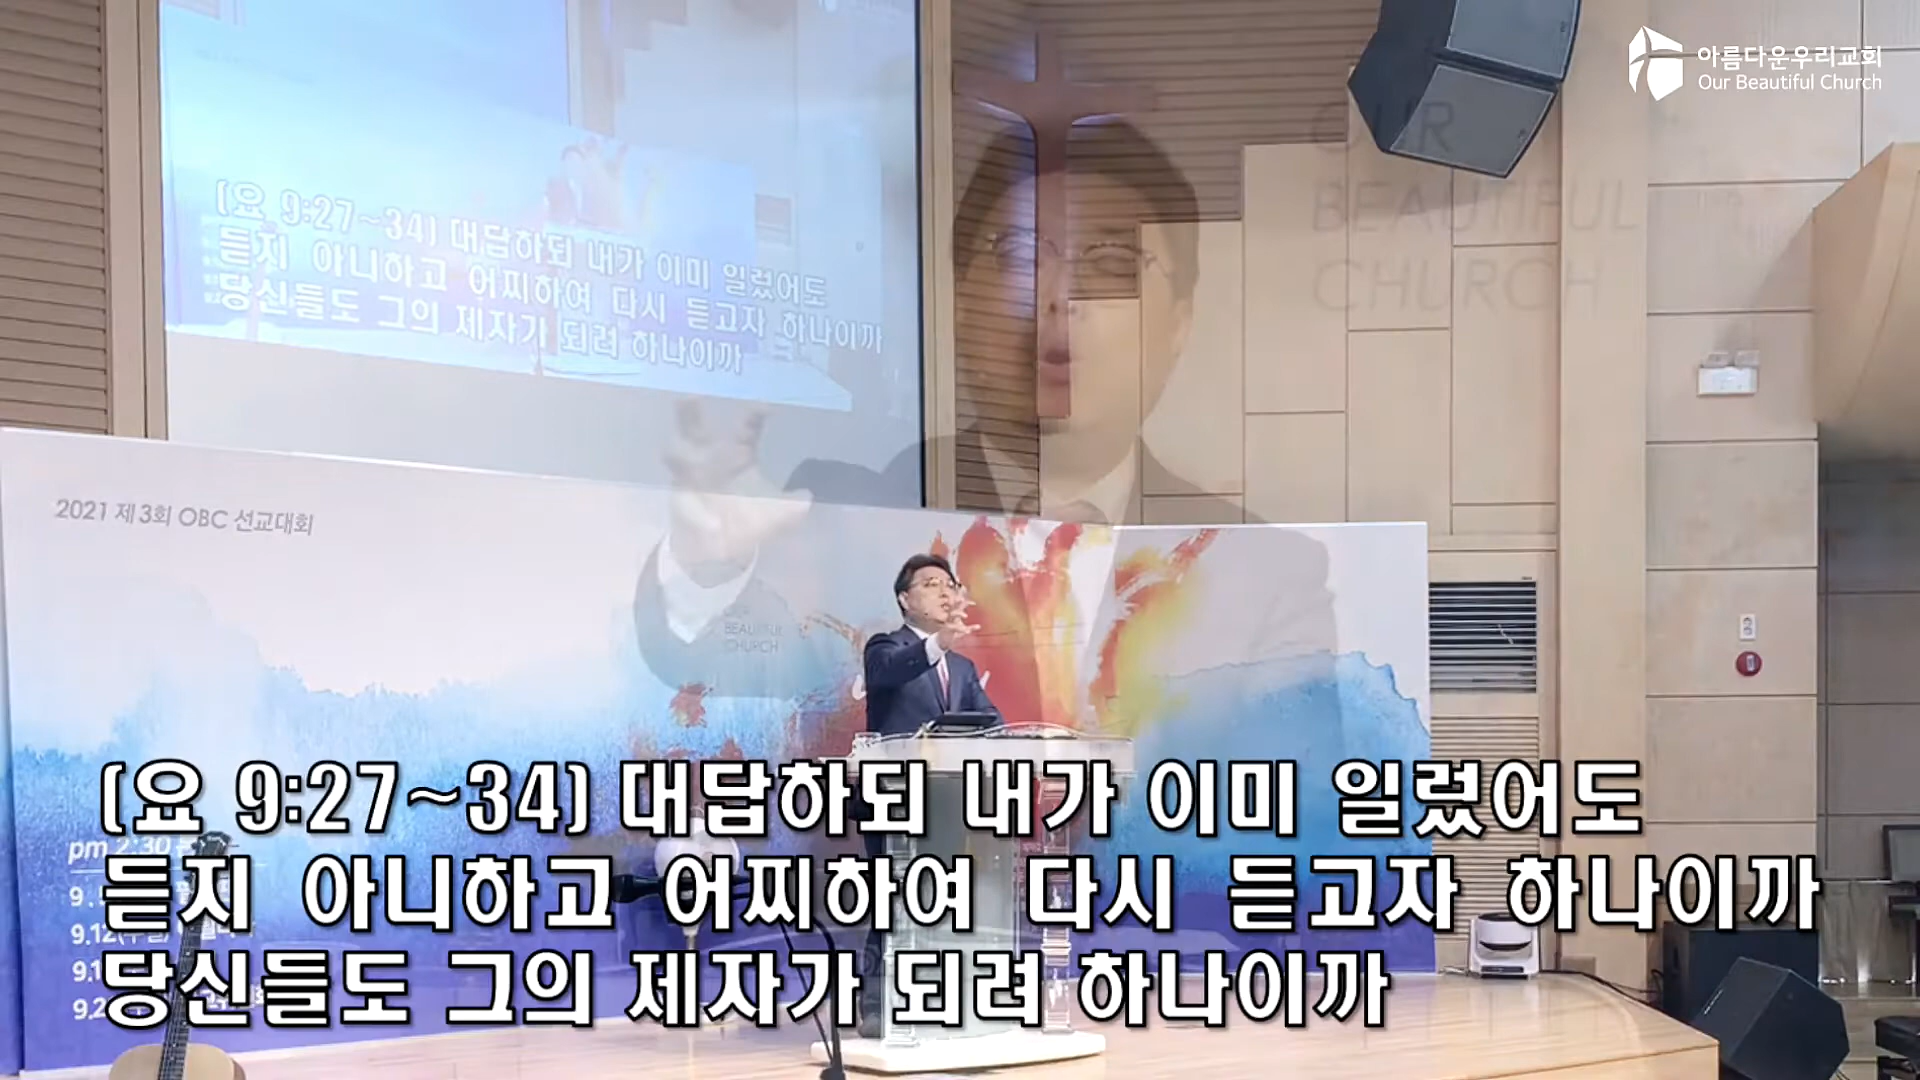 아름다운우리교회
Our Beautiful Church
OUR
BEAUTIFUL
CHURCH
(요 9:27~34) 대답하되 내가 이미 일렀어도
듣지 아니하고 어찌하여 다시 듣고자 하나이까
당신들도 그의 제자가 되려 하나이까
2021 제3회 OBC 선교대회
BEAUTIFUL
CHURCH
pm 2:30
(요 9:27~34) 대답하되 내가 이미 일렀어도
듣지 아니하고 어찌하여 다시 듣고자 하나이까
당신들도 그의 제자가 되려 하나이까